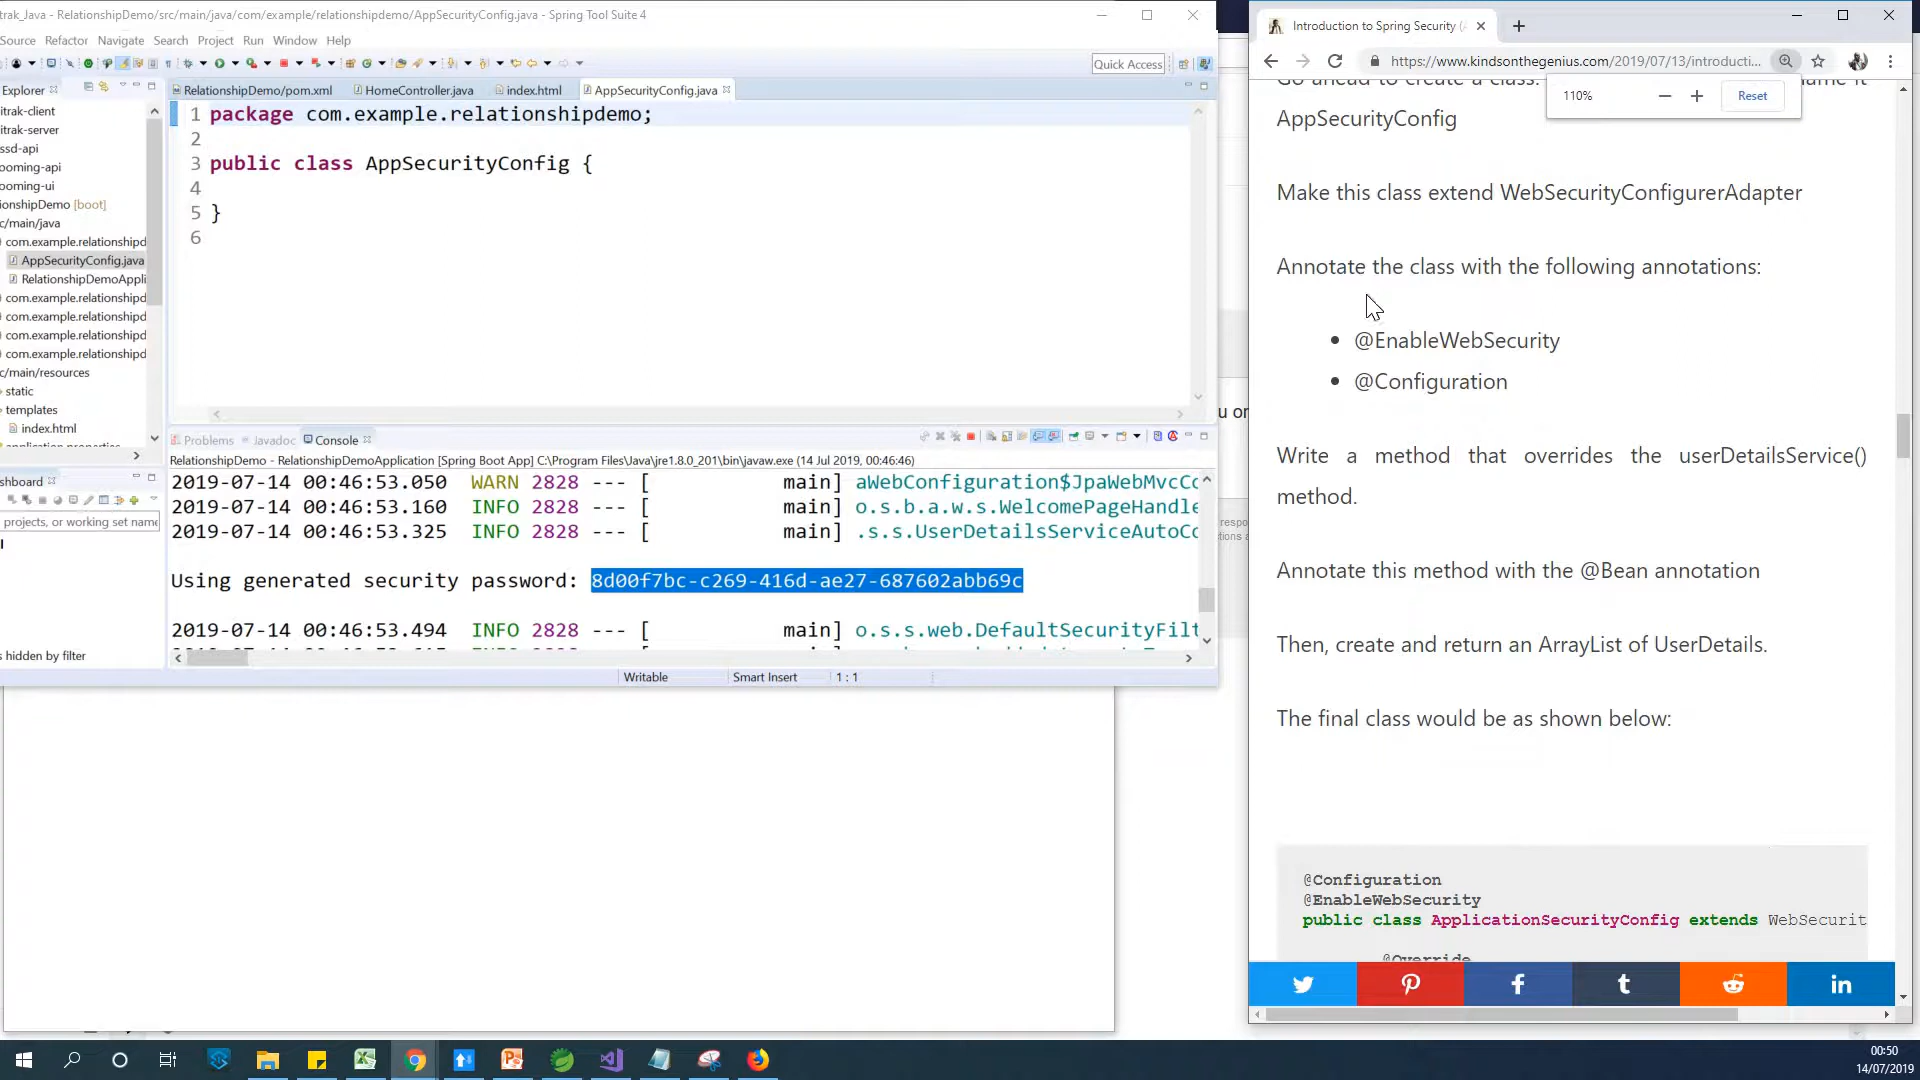 trak_Java - RelationshipDemo/src/main/java/com/example/relationshipdemo/AppSecurityConfig.java - Spring Tool Suite 4
Source Refactor Navigate Search Project Run Window Help
Quick Access
Explorer
itrak-client
itrak-server
ssd-api
ooming-api
ooming-ui
ionshipDemo [boot]
c/main/java
com.example.relationshipd
AppSecurityConfig.java
RelationshipDemoAppli
com.example.relationshipd
com.example.relationshipd
com.example.relationshipd
com.example.relationshipd
c/main/resources
static
templates
index.html
RelationshipDemo/pom.xml HomeController.java index.html AppSecurityConfig.java
1 package com.example.relationshipdemo;
2
3 public class AppSecurityConfig {
4
5 }
6
shboard
projects, or working set name
s hidden by filter
Problems Javadoc Console
RelationshipDemo - RelationshipDemoApplication [Spring Boot App] C:\Program Files\Java\jre1.8.0_201\bin\javaw.exe (14 Jul 2019, 00:46:46)
2019-07-14 00:46:53.050 WARN 2828 --- [ main] aWebConfiguration$JpaWebMvcCo
2019-07-14 00:46:53.160 INFO 2828 --- [ main] o.s.b.a.w.s.WelcomePageHandle
2019-07-14 00:46:53.325 INFO 2828 --- [ main] .s.s.UserDetailsServiceAutoCo
Using generated security password: 8d00f7bc-c269-416d-ae27-687602abb69c
2019-07-14 00:46:53.494 INFO 2828 --- [ main] o.s.s.web.DefaultSecurityFilt
Writable Smart Insert 1 : 1
u or
respo
tions a
Introduction to Spring Security (
https://www.kindsonthegenius.com/2019/07/13/introducti...
110% Reset
Go ahead to create a class. name it
AppSecurityConfig
Make this class extend WebSecurityConfigurerAdapter
Annotate the class with the following annotations:
• @EnableWebSecurity
• @Configuration
Write a method that overrides the userDetailsService()
method.
Annotate this method with the @Bean annotation
Then, create and return an ArrayList of UserDetails.
The final class would be as shown below:
@Configuration
@EnableWebSecurity
public class ApplicationSecurityConfig extends WebSecurit
@Override
00:50
14/07/2019